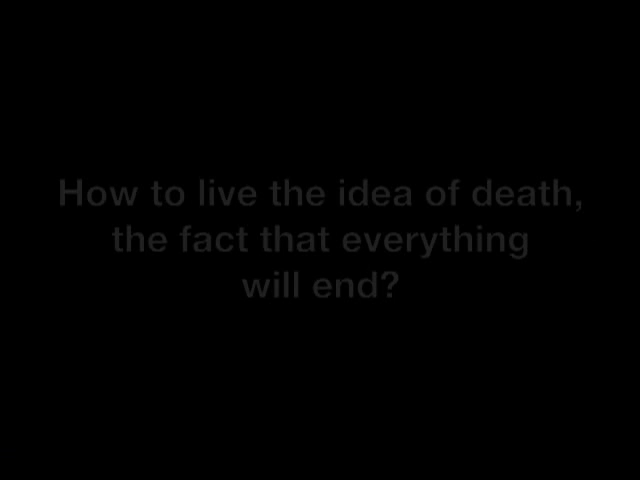 How to live the idea of death,
the fact that everything
will end?